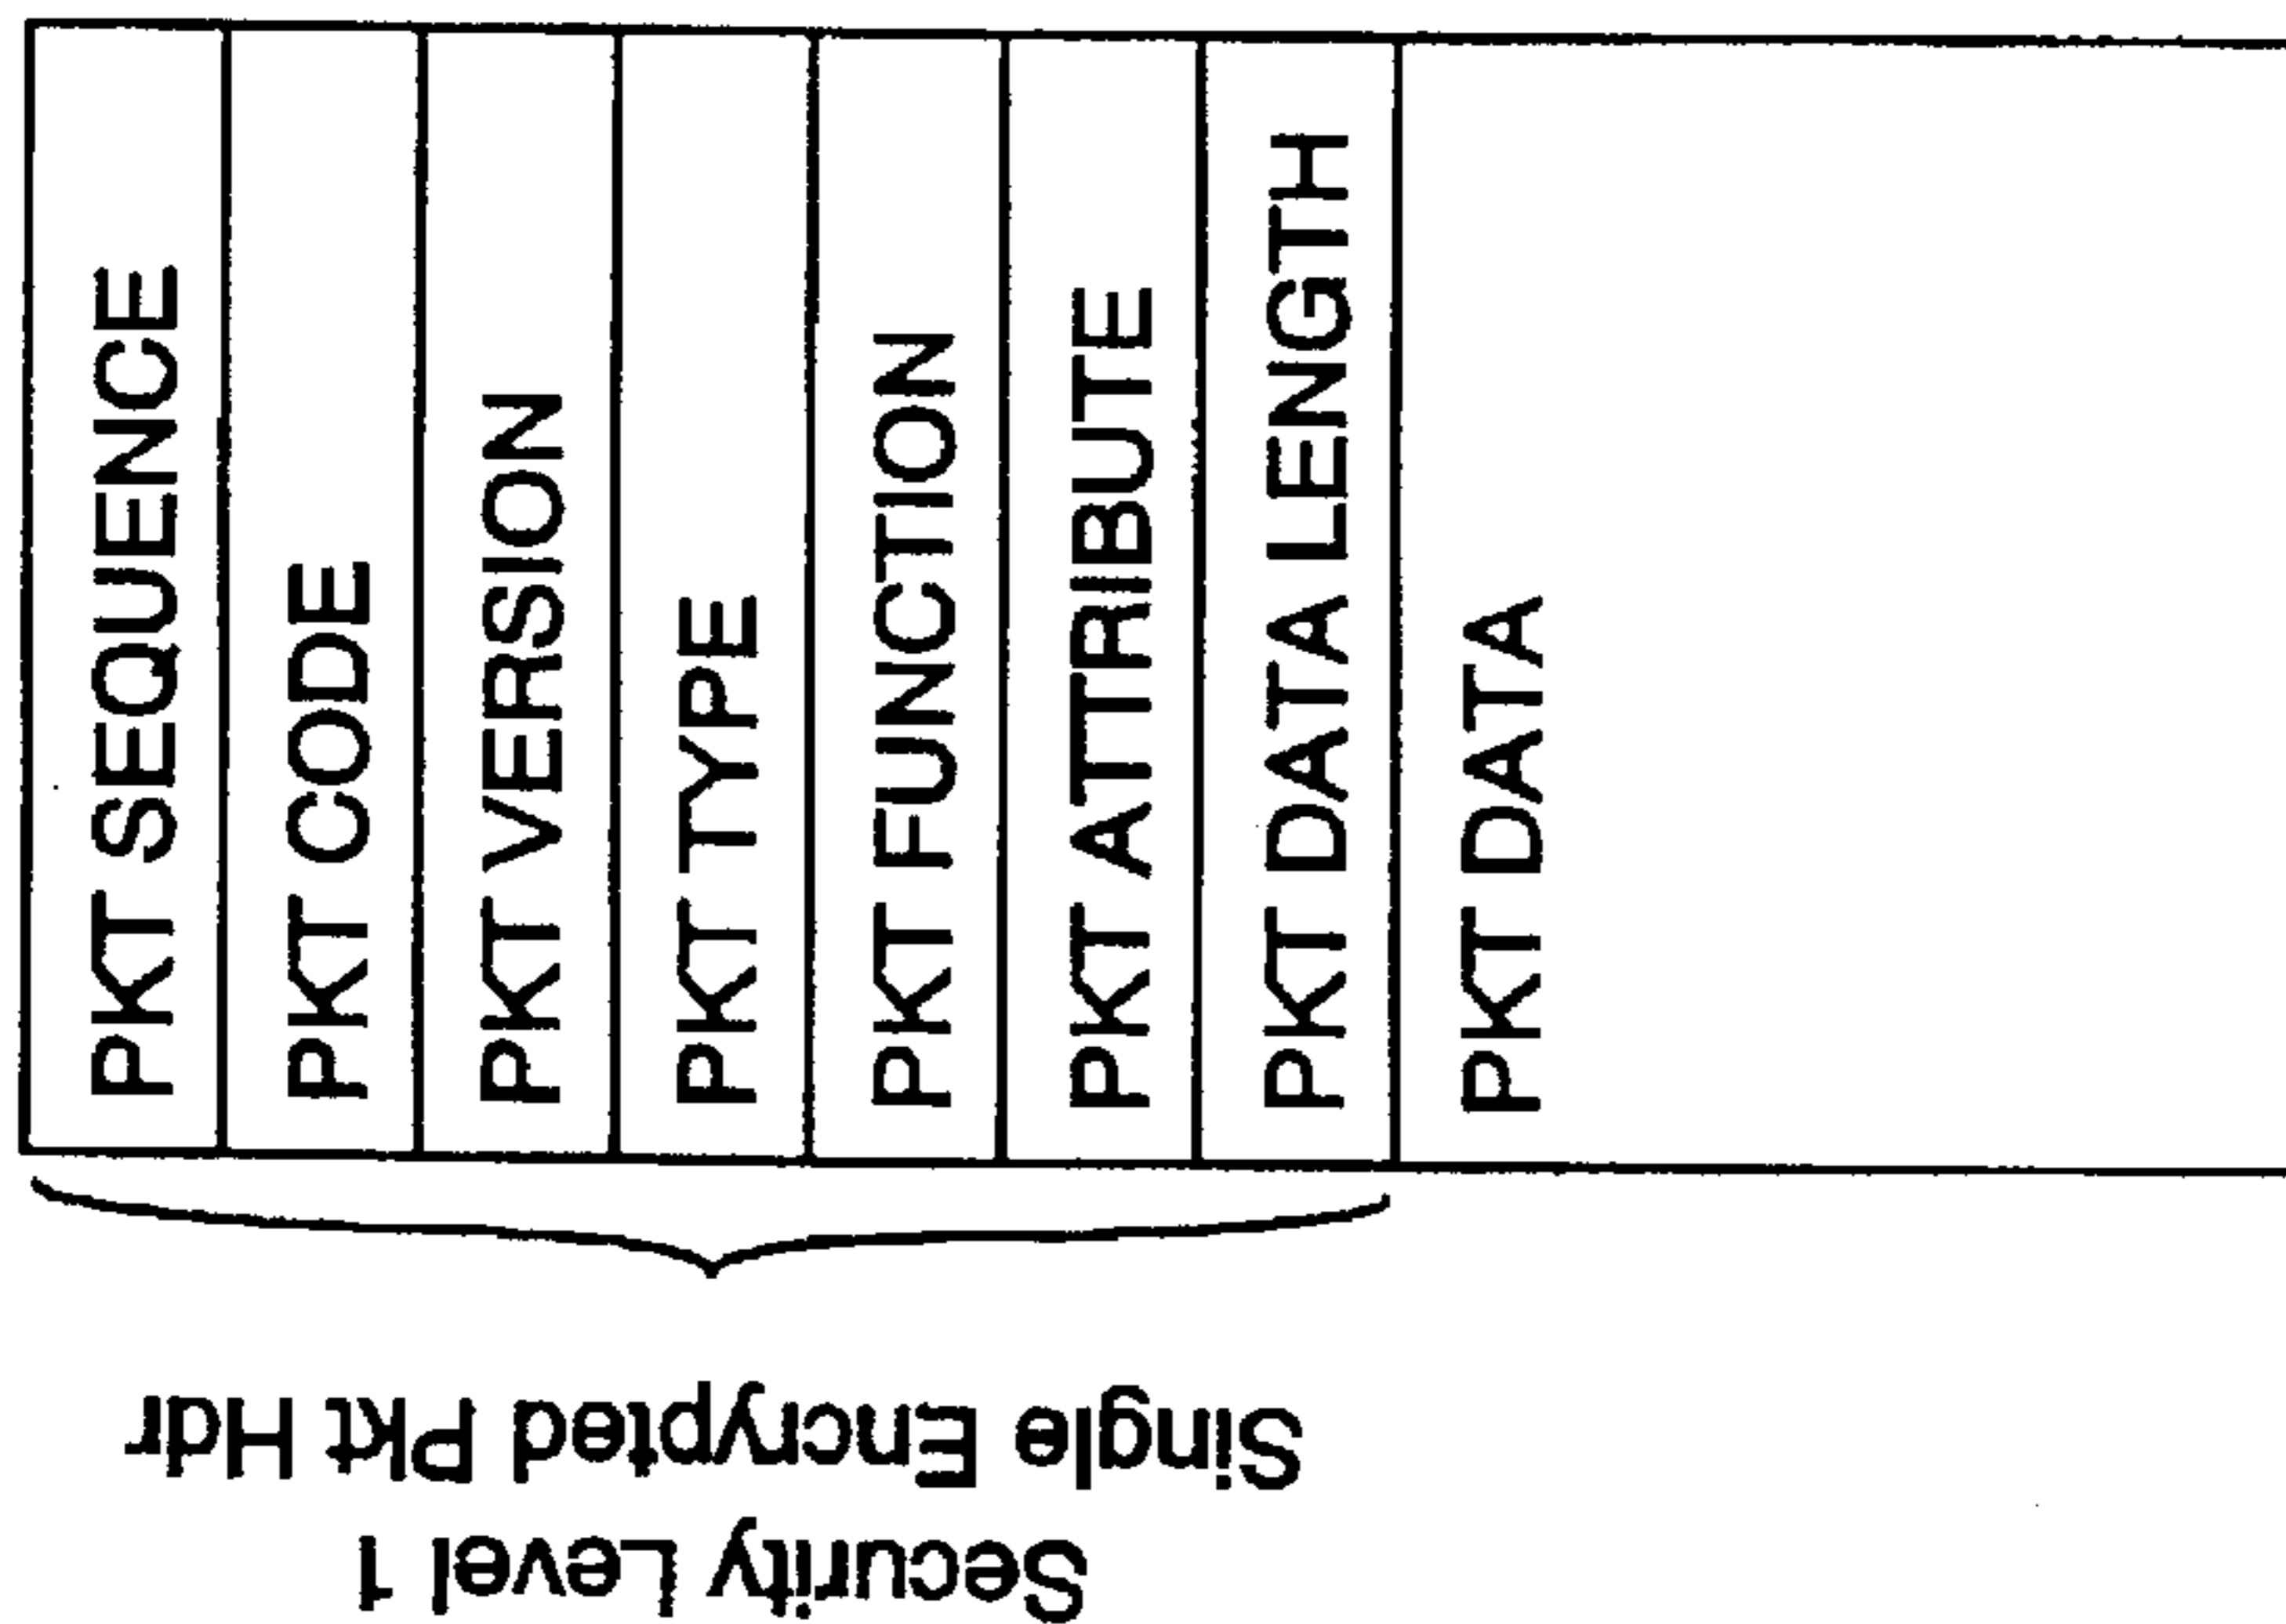 Security Level 1
Single Encrypted Pkt Hdr
PKT SEQUENCE
PKT CODE
PKT VERSION
PKT TYPE
PKT FUNCTION
PKT ATTRIBUTE
PKT DATA LENGTH
PKT DATA